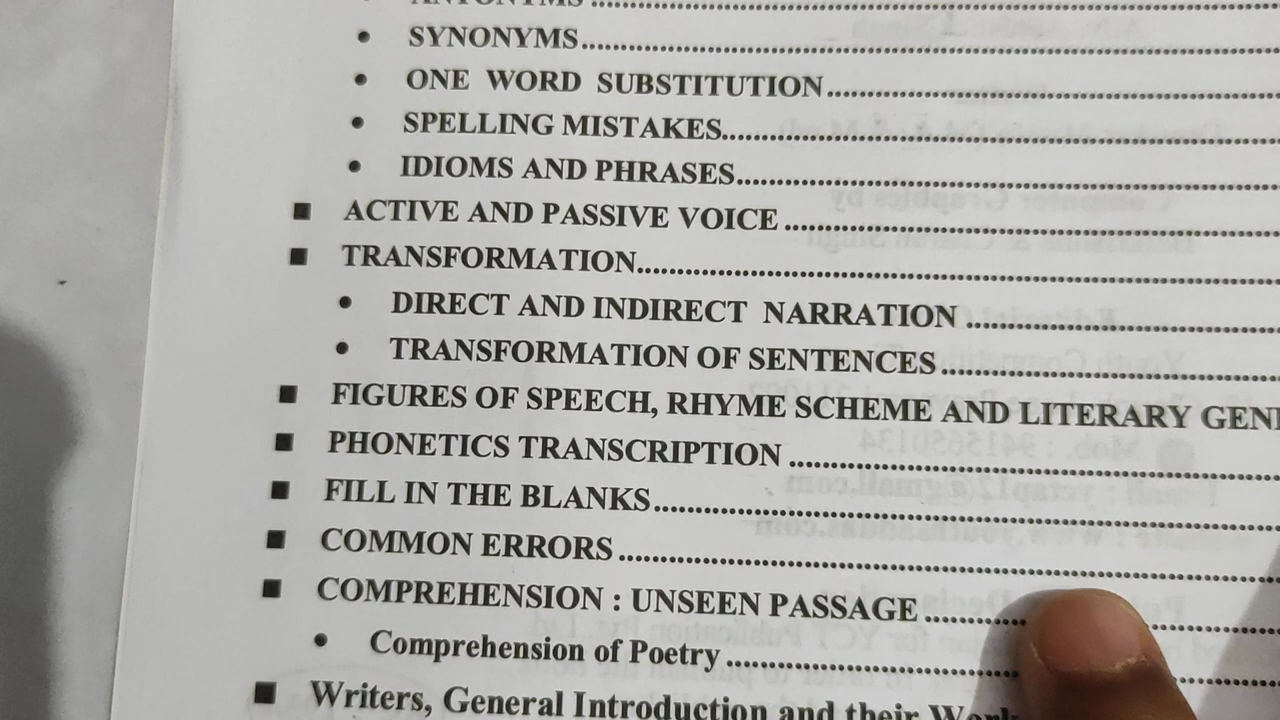 ANTONYMS
• SYNONYMS
• ONE WORD SUBSTITUTION
• SPELLING MISTAKES
• IDIOMS AND PHRASES
■ ACTIVE AND PASSIVE VOICE
■ TRANSFORMATION
• DIRECT AND INDIRECT NARRATION
• TRANSFORMATION OF SENTENCES
■ FIGURES OF SPEECH, RHYME SCHEME AND LITERARY
■ PHONETICS TRANSCRIPTION
■ FILL IN THE BLANKS
■ COMMON ERRORS
■ COMPREHENSION : UNSEEN PASSAGE
• Comprehension of Poetry
■ Writers, General Introduction and their